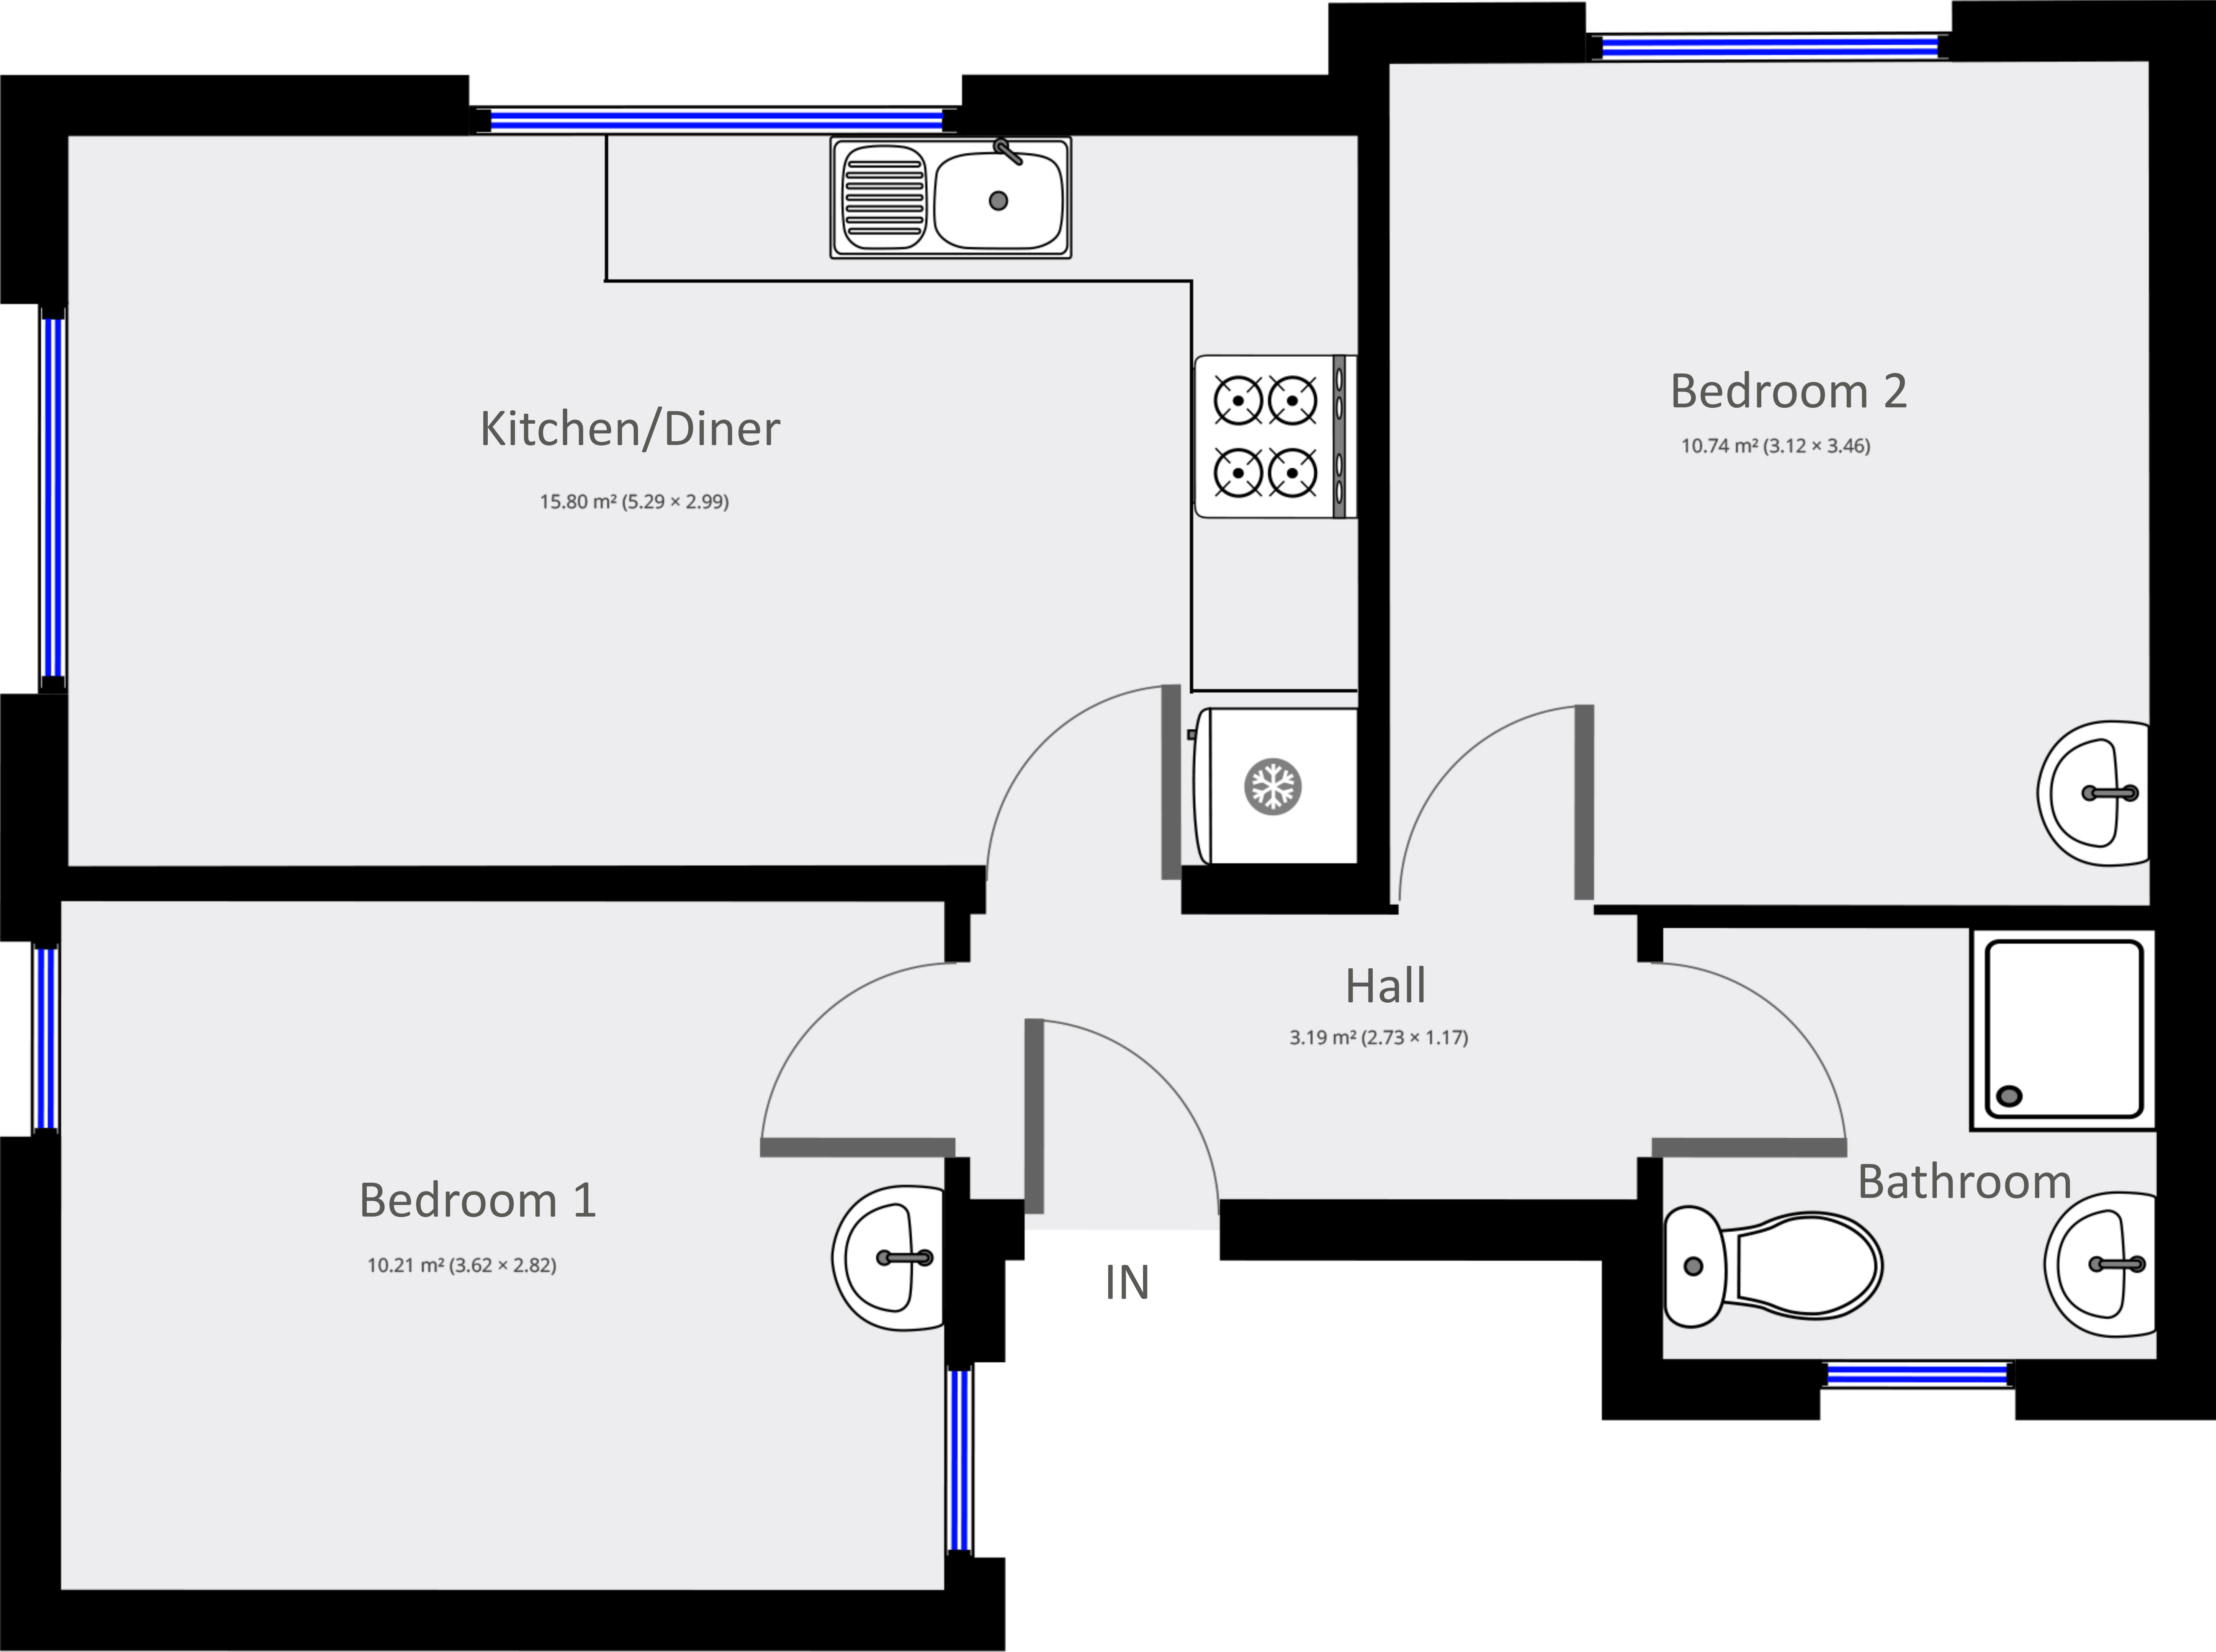 Kitchen/Diner
15.80 m² (5.29 × 2.99)
Bedroom 2
10.74 m² (3.12 × 3.46)
Hall
3.19 m² (2.73 × 1.17)
Bathroom
Bedroom 1
10.21 m² (3.62 × 2.82)
IN